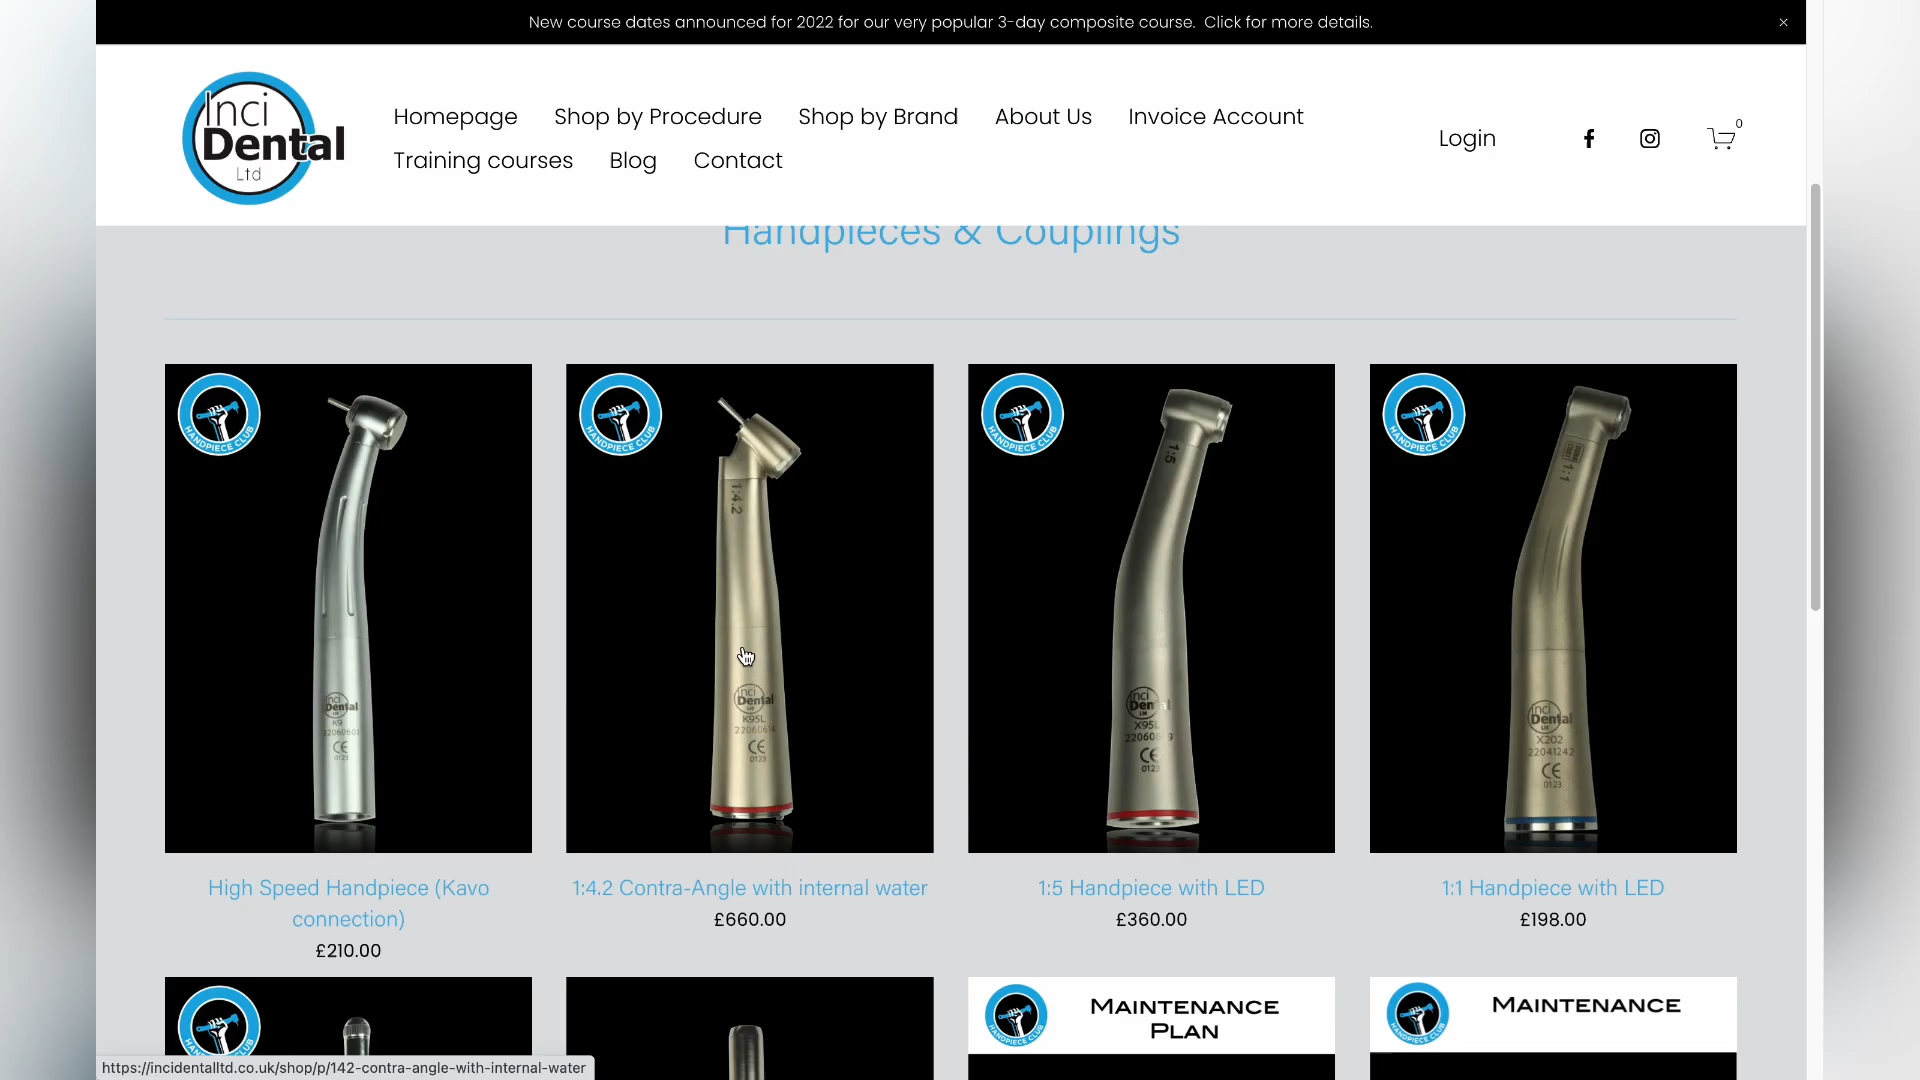 New course dates announced for 2022 for our very popular 3-day composite course. Click for more details.
×
Inci
Dental
Ltd
Homepage
Shop by Procedure
Shop by Brand
About Us
Invoice Account
Training courses
Blog
Contact
Login
0
Handpieces & Couplings
HANDPIECE CLUB
HANDPIECE CLUB
HANDPIECE CLUB
HANDPIECE CLUB
1:4.2
1:5
1:1
Inci
Dental
Ltd
K9
22060601
CE
0123
Inci
Dental
Ltd
K95L
22060674
CE
0123
Inci
Dental
Ltd
X95L
CE
0123
Inci
Dental
Ltd
X202
22041242
CE
0123
High Speed Handpiece (Kavo
connection)
£210.00
1:4.2 Contra-Angle with internal water
£660.00
1:5 Handpiece with LED
£360.00
1:1 Handpiece with LED
£198.00
MAINTENANCE
PLAN
MAINTENANCE
HANDPIECE CLUB
HANDPIECE CLUB
https://incidentalltd.co.uk/shop/p/142-contra-angle-with-internal-water